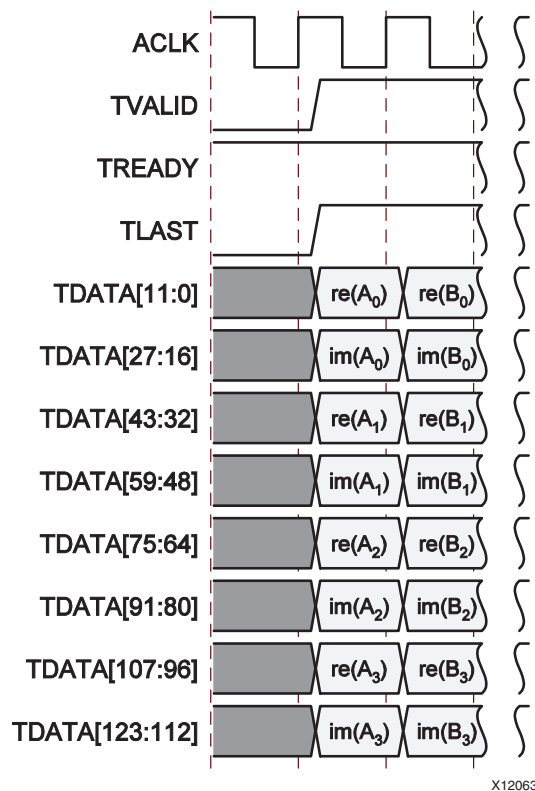 ACLK
TVALID
TREADY
TLAST
TDATA[11:0] re(A₀) re(B₀)
TDATA[27:16] im(A₀) im(B₀)
TDATA[43:32] re(A₁) re(B₁)
TDATA[59:48] im(A₁) im(B₁)
TDATA[75:64] re(A₂) re(B₂)
TDATA[91:80] im(A₂) im(B₂)
TDATA[107:96] re(A₃) re(B₃)
TDATA[123:112] im(A₃) im(B₃)
X12063